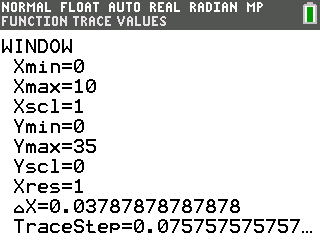 NORMAL FLOAT AUTO REAL RADIAN MP
FUNCTION TRACE VALUES
WINDOW
Xmin=0
Xmax=10
Xscl=1
Ymin=0
Ymax=35
Yscl=0
Xres=1
△X=0.03787878787878
TraceStep=0.075757575757…